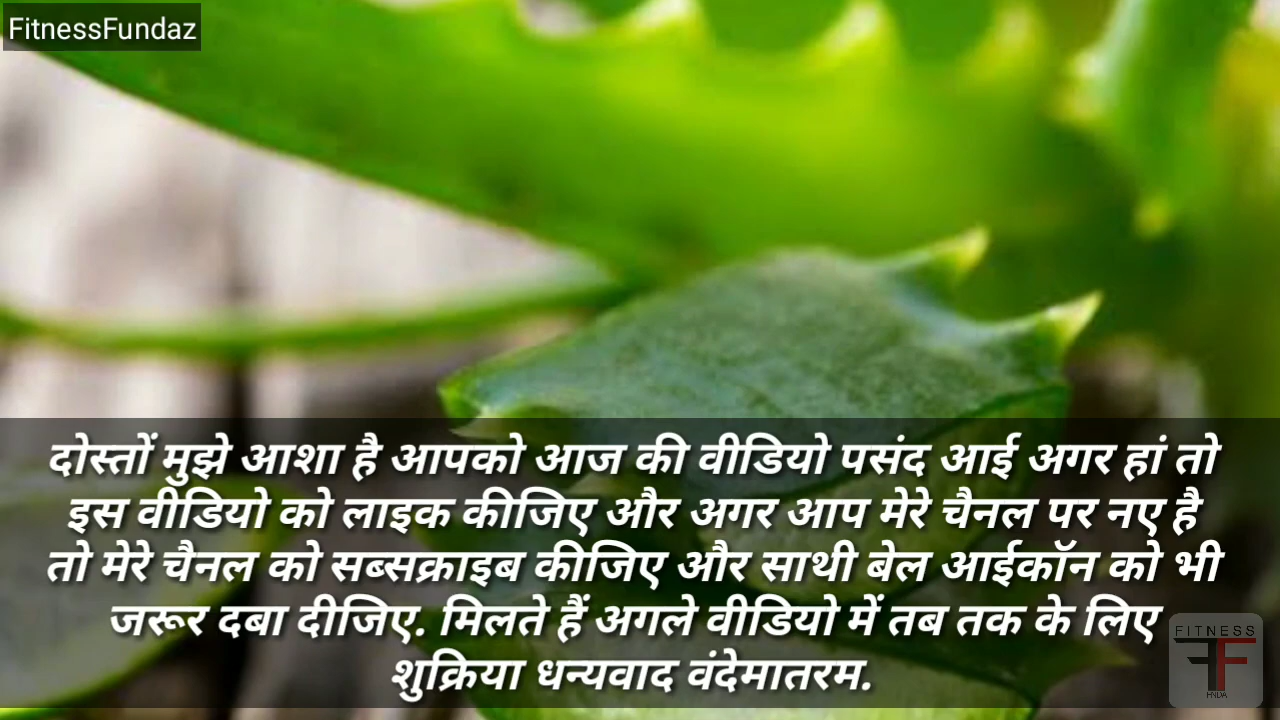 FitnessFundaz
दोस्तों मुझे आशा है आपको आज की वीडियो पसंद आई अगर हां तो
इस वीडियो को लाइक कीजिए और अगर आप मेरे चैनल पर नए है
तो मेरे चैनल को सब्सक्राइब कीजिए और साथी बेल आईकॉन को भी
जरूर दबा दीजिए. मिलते हैं अगले वीडियो में तब तक के लिए
शुक्रिया धन्यवाद वंदेमातरम.
FITNESS
FF